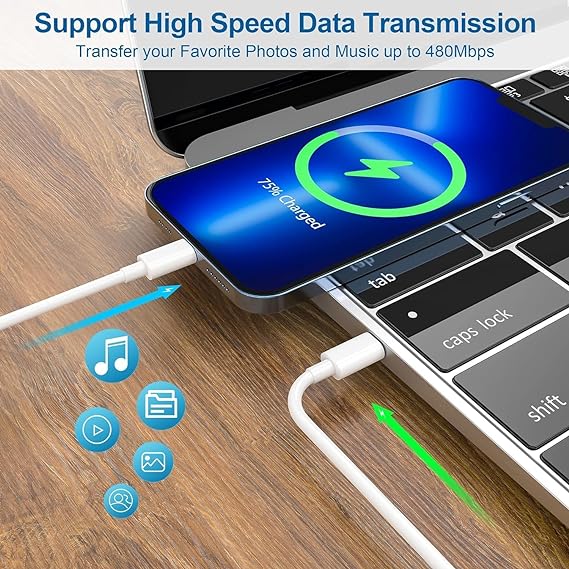 Support High Speed Data Transmission
Transfer your Favorite Photos and Music up to 480Mbps
75% Charged
tab
caps lock
shift